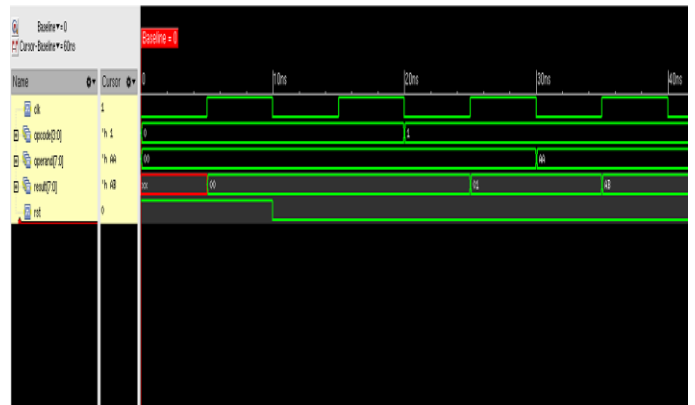 Baseline▼=0
Cursor-Baseline▼=60ns
Baseline = 0
Name Cursor 0 10ns 20ns 30ns 40ns
clk 1
opcode[3:0] 'h 1 0 1
operand[7:0] 'h AA 00 AA
result[7:0] 'h AB xx 00 01 AB
rst 0